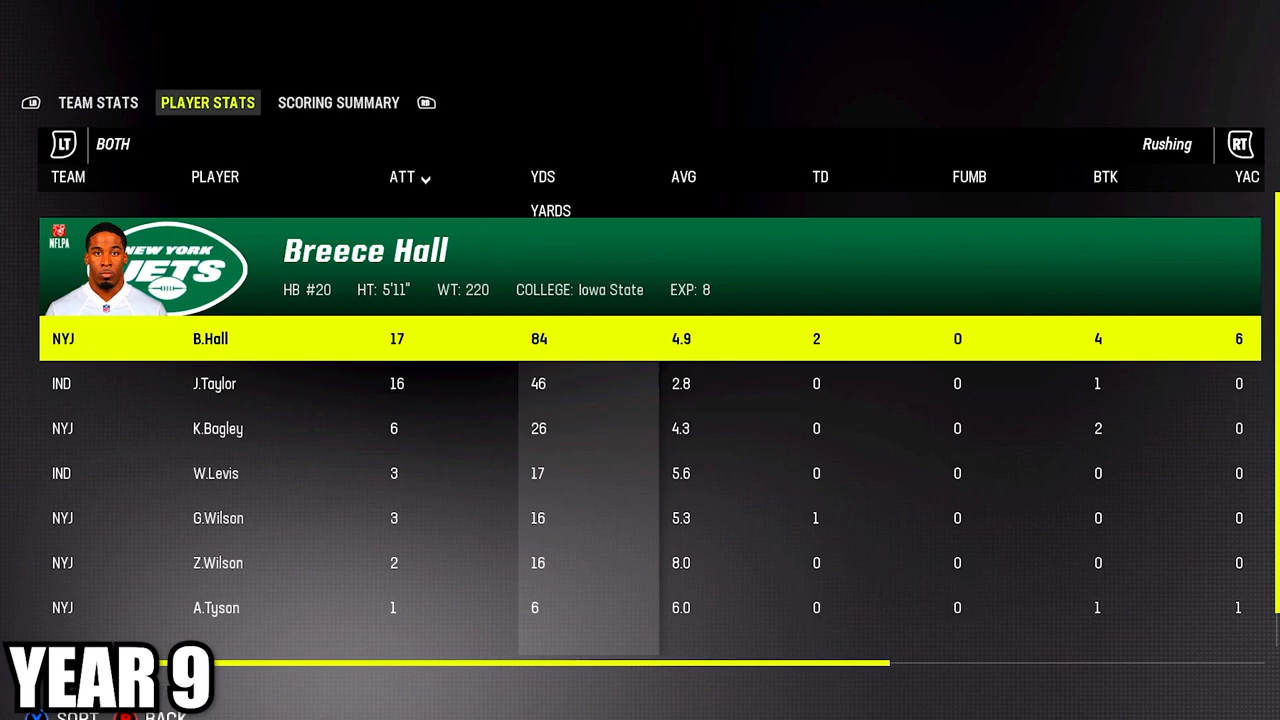 LB TEAM STATS PLAYER STATS SCORING SUMMARY RB
LT BOTH Rushing RT
TEAM PLAYER ATT YDS AVG TD FUMB BTK YAC
YARDS
NFLPA
NEW YORK
JETS
Breece Hall
HB #20 HT: 5'11" WT: 220 COLLEGE: Iowa State EXP: 8
NYJ B.Hall 17 84 4.9 2 0 4 6
IND J.Taylor 16 46 2.8 0 0 1 0
NYJ K.Bagley 6 26 4.3 0 0 2 0
IND W.Levis 3 17 5.6 0 0 0 0
NYJ G.Wilson 3 16 5.3 1 0 0 0
NYJ Z.Wilson 2 16 8.0 0 0 0 0
NYJ A.Tyson 1 6 6.0 0 0 1 1
YEAR 9
X SORT B BACK